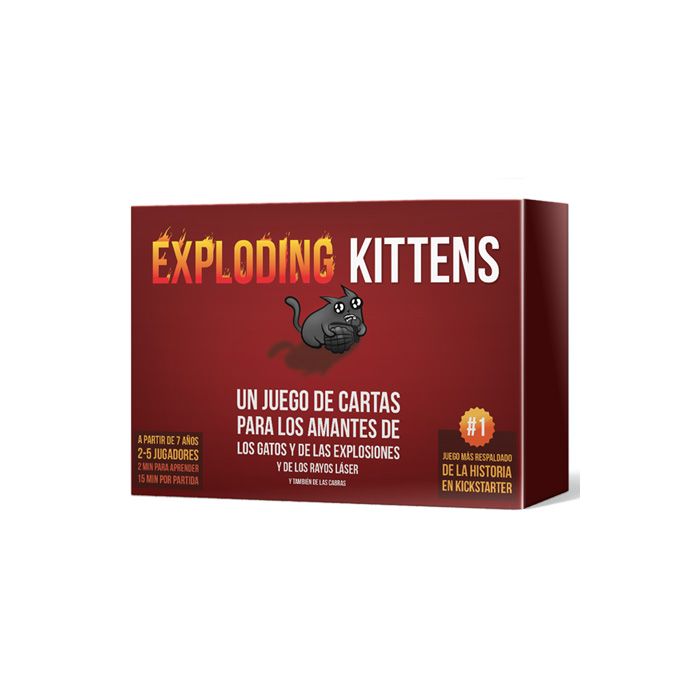 EXPLODING KITTENS
UN JUEGO DE CARTAS
PARA LOS AMANTES DE
LOS GATOS Y DE LAS EXPLOSIONES
Y DE LOS RAYOS LÁSER
Y TAMBIÉN DE LAS CABRAS
A PARTIR DE 7 AÑOS
2-5 JUGADORES
2 MIN PARA APRENDER
15 MIN POR PARTIDA
#1
JUEGO MÁS RESPALDADO
DE LA HISTORIA
EN KICKSTARTER